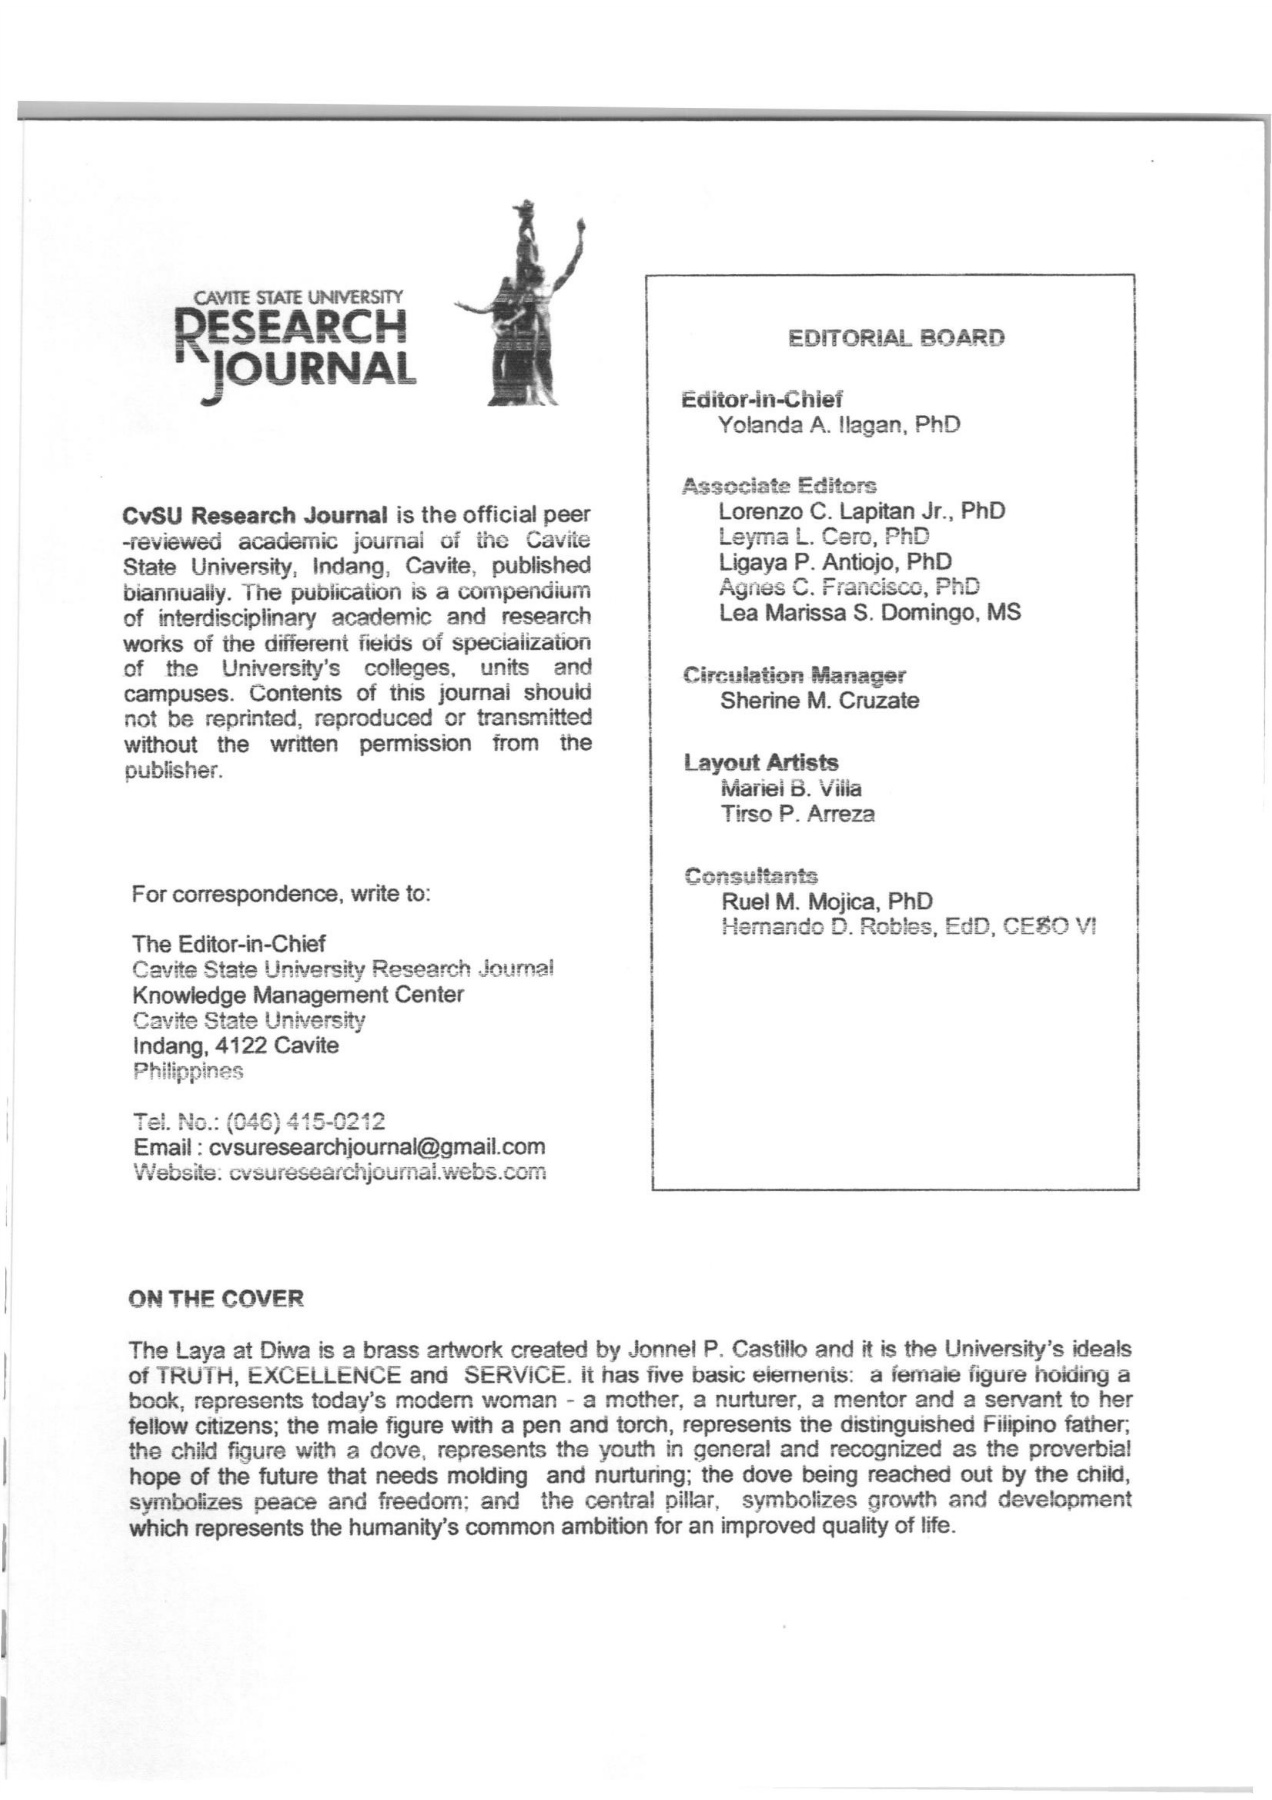 CAVITE STATE UNIVERSITY
RESEARCH
JOURNAL
CvSU Research Journal is the official peer
-reviewed academic journal of the Cavite
State University, Indang, Cavite, published
biannually. The publication is a compendium
of interdisciplinary academic and research
works of the different fields of specialization
of the University's colleges, units and
campuses. Contents of this journal should
not be reprinted, reproduced or transmitted
without the written permission from the
publisher.
For correspondence, write to:
The Editor-in-Chief
Cavite State University Research Journal
Knowledge Management Center
Cavite State University
Indang, 4122 Cavite
Philippines
Tel. No.: (046) 415-0212
Email : cvsuresearchjournal@gmail.com
Website: cvsuresearchjournal.webs.com
EDITORIAL BOARD
Editor-in-Chief
Yolanda A. Ilagan, PhD
Associate Editors
Lorenzo C. Lapitan Jr., PhD
Leyma L. Cero, PhD
Ligaya P. Antiojo, PhD
Agnes C. Francisco, PhD
Lea Marissa S. Domingo, MS
Circulation Manager
Sherine M. Cruzate
Layout Artists
Mariel B. Villa
Tirso P. Arreza
Consultants
Ruel M. Mojica, PhD
Hernando D. Robles, EdD, CESO VI
ON THE COVER
The Laya at Diwa is a brass artwork created by Jonnel P. Castillo and it is the University's ideals
of TRUTH, EXCELLENCE and SERVICE. it has five basic elements: a female figure holding a
book, represents today's modern woman - a mother, a nurturer, a mentor and a servant to her
fellow citizens; the male figure with a pen and torch, represents the distinguished Filipino father;
the child figure with a dove, represents the youth in general and recognized as the proverbial
hope of the future that needs molding and nurturing; the dove being reached out by the child,
symbolizes peace and freedom; and the central pillar, symbolizes growth and development
which represents the humanity's common ambition for an improved quality of life.